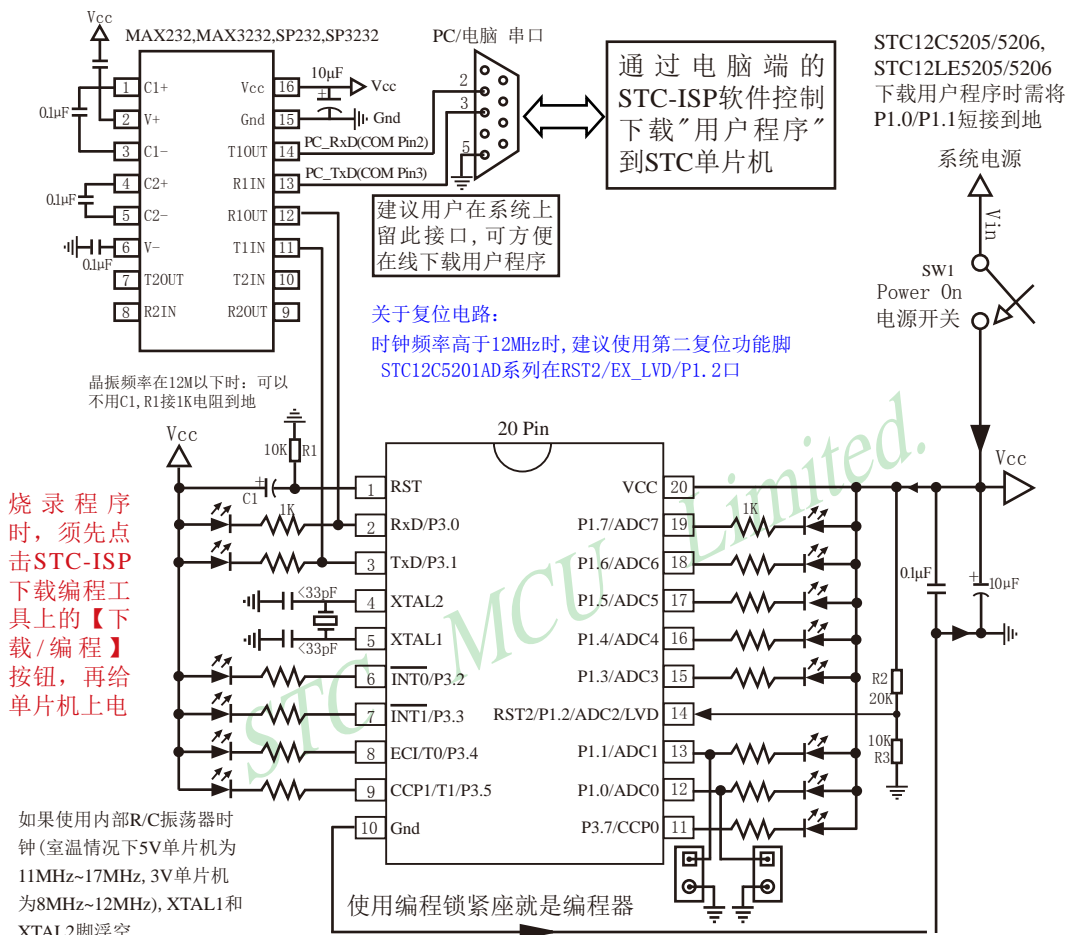 Vcc
MAX232,MAX3232,SP232,SP3232
PC/电脑 串口
1 C1+
2 V+
3 C1-
4 C2+
5 C2-
6 V-
7 T2OUT
8 R2IN
Vcc 16
Gnd 15
T1OUT 14
R1IN 13
R1OUT 12
T1IN 11
T2IN 10
R2OUT 9
0.1μF
0.1μF
0.1μF
10μF
+
Vcc
Gnd
PC_RxD(COM Pin2)
PC_TxD(COM Pin3)
2
3
5
通过电脑端的
STC-ISP软件控制
下载"用户程序"
到STC单片机
STC12C5205/5206,
STC12LE5205/5206
下载用户程序时需将
P1.0/P1.1短接到地
系统电源
Vin
SW1
Power On
电源开关
建议用户在系统上
留此接口,可方便
在线下载用户程序
关于复位电路:
时钟频率高于12MHz时,建议使用第二复位功能脚
STC12C5201AD系列在RST2/EX_LVD/P1.2口
晶振频率在12M以下时: 可以
不用C1,R1接1K电阻到地
Vcc
10K R1
+
C1
1K
<33pF
<33pF
烧录程序
时，须先点
击STC-ISP
下载编程工
具上的【下
载/编程】
按钮，再给
单片机上电
20 Pin
1 RST
2 RxD/P3.0
3 TxD/P3.1
4 XTAL2
5 XTAL1
6 INT0/P3.2
7 INT1/P3.3
8 ECI/T0/P3.4
9 CCP1/T1/P3.5
10 Gnd
VCC 20
P1.7/ADC7 19
P1.6/ADC6 18
P1.5/ADC5 17
P1.4/ADC4 16
P1.3/ADC3 15
RST2/P1.2/ADC2/LVD 14
P1.1/ADC1 13
P1.0/ADC0 12
P3.7/CCP0 11
1K
Vcc
0.1μF
+
10μF
R2
20K
10K
R3
STC MCU Limited.
如果使用内部R/C振荡器时
钟(室温情况下5V单片机为
11MHz~17MHz, 3V单片机
为8MHz~12MHz), XTAL1和
XTAL2脚浮空
使用编程锁紧座就是编程器